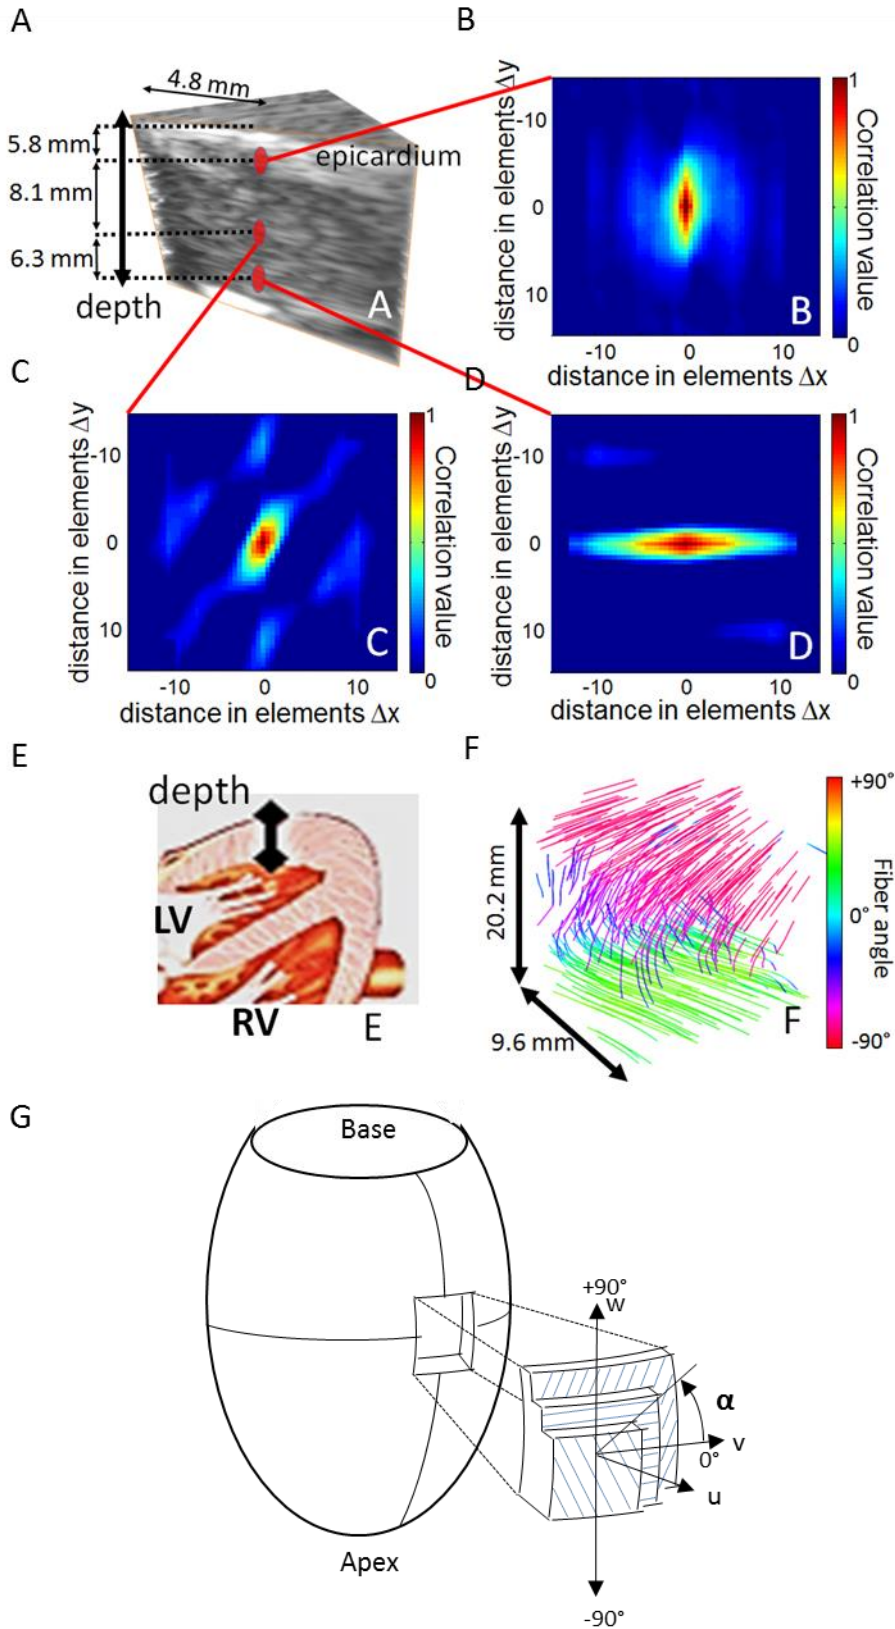 A
4.8 mm
5.8 mm
8.1 mm
6.3 mm
depth
epicardium
A
B
distance in elements Δy
-10
0
10
-10 0 10
distance in elements Δx
B
1
Correlation value
0
C
distance in elements Δy
-10
0
10
-10 0 10
distance in elements Δx
C
1
Correlation value
0
D
distance in elements Δy
-10
0
10
-10 0 10
distance in elements Δx
D
1
Correlation value
0
E
depth
LV
RV
E
F
20.2 mm
9.6 mm
F
+90°
0°
-90°
Fiber angle
G
Base
Apex
+90°
w
α
v
0°
u
-90°